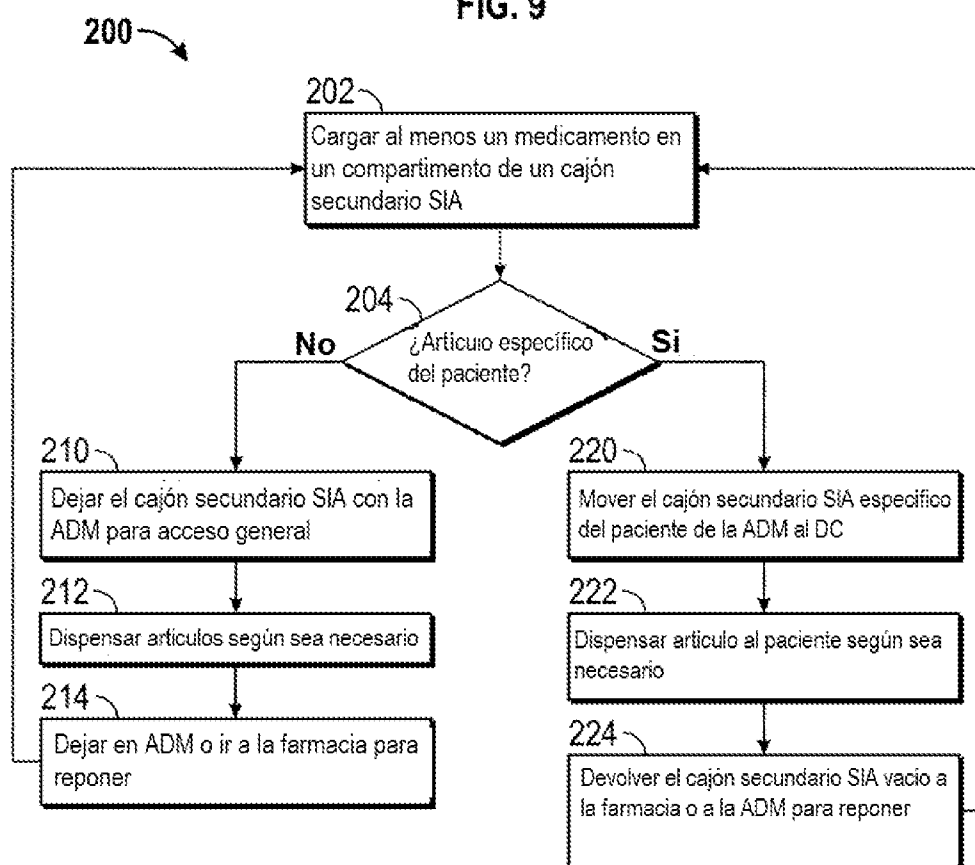 FIG. 9
200
202
Cargar al menos un medicamento en
un compartimento de un cajón
secundario SIA
204
No
¿Artículo específico
del paciente?
Si
210
Dejar el cajón secundario SIA con la
ADM para acceso general
220
Mover el cajón secundario SIA especifico
del paciente de la ADM al DC
212
Dispensar artículos según sea necesario
222
Dispensar artículo al paciente según sea
necesario
214
Dejar en ADM o ir a la farmacia para
reponer
224
Devolver el cajón secundario SIA vacio a
la farmacia o a la ADM para reponer